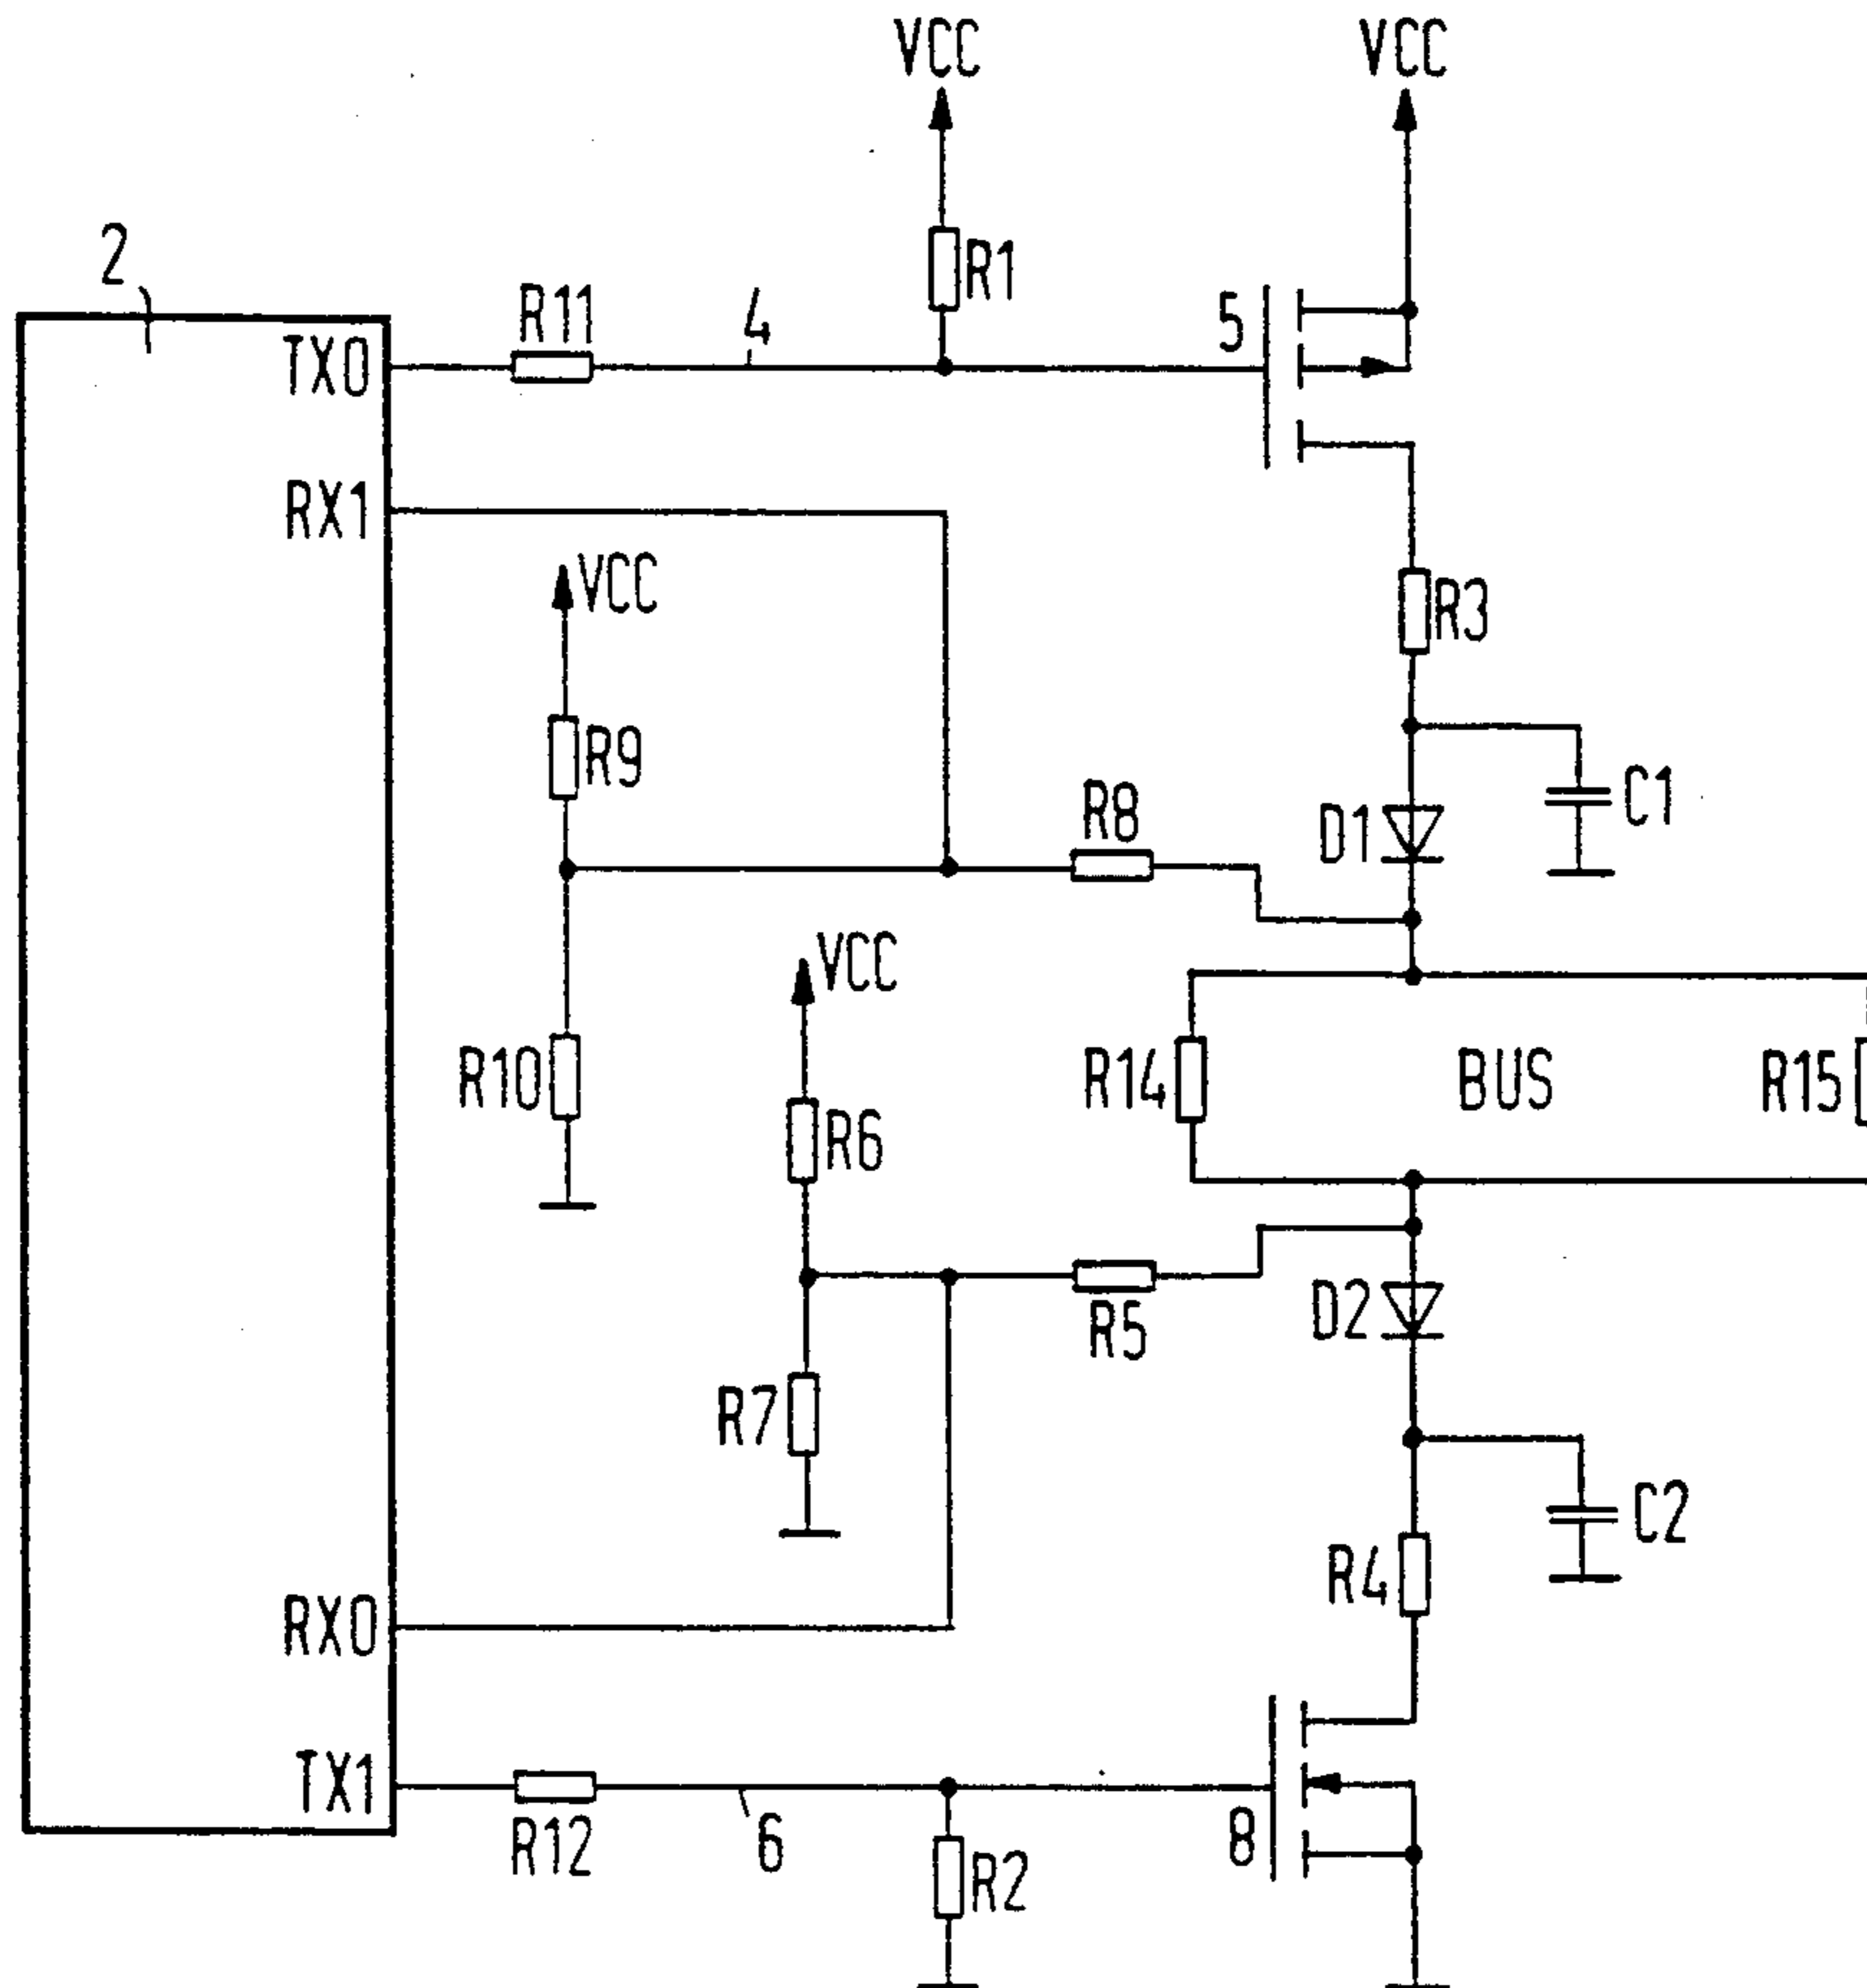 VCC VCC
2
R11 4 R1 5
TX0
RX1
VCC
R3
R9
R8 D1 C1
VCC
R10 R14 BUS R15
R6
D2
R5
R7
C2
R4
RX0
TX1
R12 6 8
R2